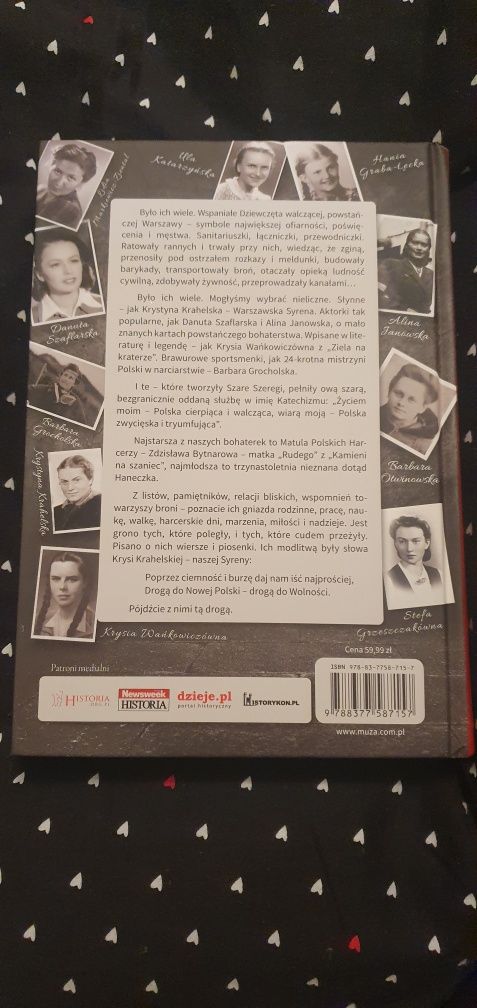 Lidia
Markiewicz-Ziental
Ula
Katarzyńska
Hania
Graba-Łęcka
Było ich wiele. Wspaniałe Dziewczęta walczącej, powstań-
czej Warszawy – symbole największej ofiarności, poświę-
cenia i męstwa. Sanitariuszki, łączniczki, przewodniczki.
Ratowały rannych i trwały przy nich, wiedząc, że zginą,
przenosiły pod ostrzałem rozkazy i meldunki, budowały
barykady, transportowały broń, otaczały opieką ludność
cywilną, zdobywały żywność, przeprowadzały kanałami…
Było ich wiele. Mogłyśmy wybrać nieliczne. Słynne
– jak Krystyna Krahelska – Warszawska Syrena. Aktorki tak
popularne, jak Danuta Szaflarska i Alina Janowska, o mało
znanych kartach powstańczego bohaterstwa. Wpisane w lite-
raturę i legendę – jak Krysia Wańkowiczówna z „Ziela na
kraterze”. Brawurowe sportsmenki, jak 24-krotna mistrzyni
Polski w narciarstwie – Barbara Grocholska.
I te – które tworzyły Szare Szeregi, pełniły ową szarą,
bezgranicznie oddaną służbę w imię Katechizmu: „Życiem
moim – Polska cierpiąca i walcząca, wiarą moją – Polska
zwycięska i tryumfująca”.
Najstarsza z naszych bohaterek to Matula Polskich Har-
cerzy – Zdzisława Bytnarowa – matka „Rudego” z „Kamieni
na szaniec”, najmłodsza to trzynastoletnia nieznana dotąd
Haneczka.
Z listów, pamiętników, relacji bliskich, wspomnień to-
warzyszy broni – poznacie ich gniazda rodzinne, pracę, nau-
kę, walkę, harcerskie dni, marzenia, miłości i nadzieje. Jest
grono tych, które poległy, i tych, które cudem przeżyły.
Pisano o nich wiersze i piosenki. Ich modlitwą były słowa
Krysi Krahelskiej – naszej Syreny:
Poprzez ciemność i burzę daj nam iść najprościej,
Drogą do Nowej Polski – drogą do Wolności.
Pójdźcie z nimi tą drogą.
Danuta
Szaflarska
Barbara
Grocholska
Krystyna Krahelska
Krysia Wańkowiczówna
Alina
Janowska
Barbara
Otwinowska
Stefa
Grzeszczakówna
Cena 59,99 zł
Patroni medialni
HISTORIA
ORG.PL
Newsweek
HISTORIA
dzieje.pl
portal historyczny
HISTORYKON.PL
ISBN 978-83-7758-715-7
9 788377 587157
www.muza.com.pl